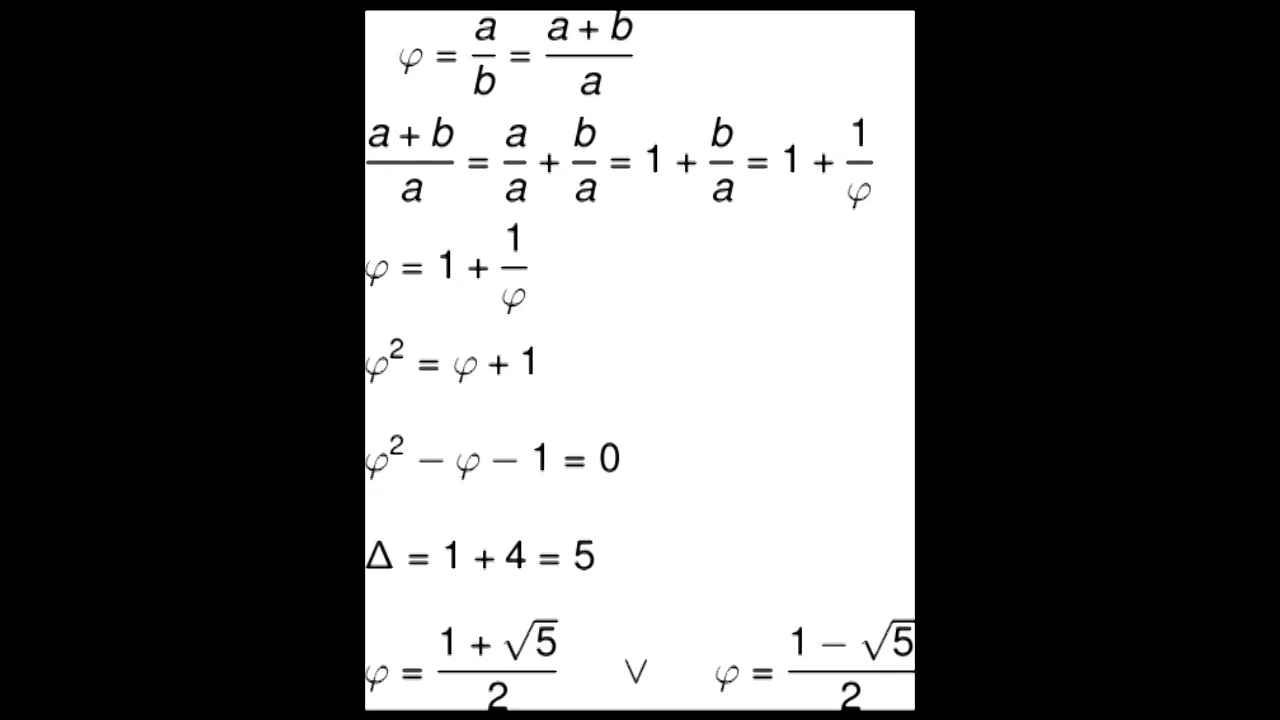 φ = a/b = (a + b)/a
(a + b)/a = a/a + b/a = 1 + b/a = 1 + 1/φ
φ = 1 + 1/φ
φ² = φ + 1
φ² − φ − 1 = 0
Δ = 1 + 4 = 5
φ = (1 + √5)/2 ∨ φ = (1 − √5)/2